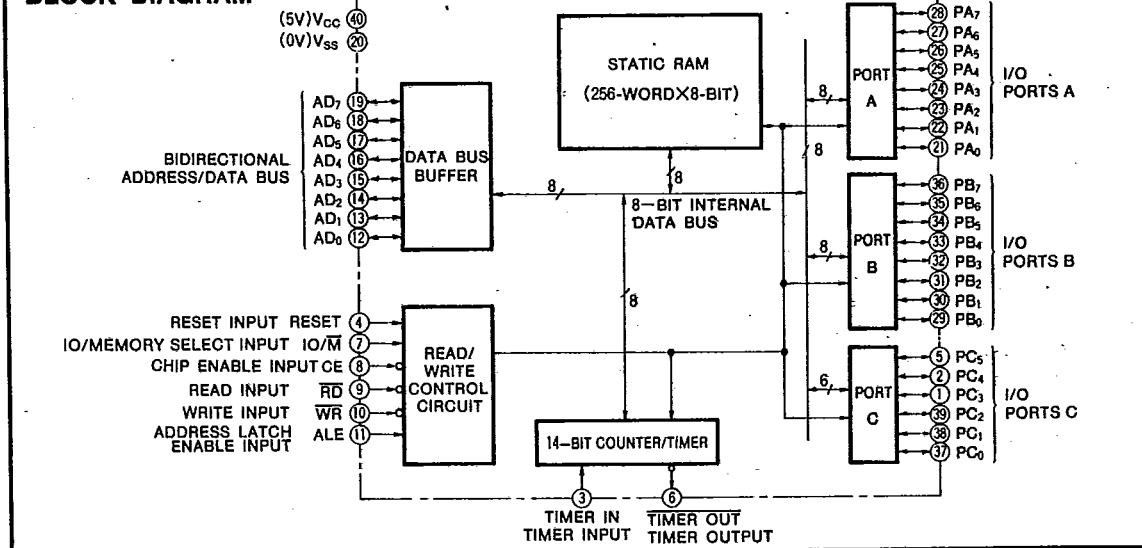 BLOCK DIAGRAM
(5V)VCC 40
(0V)VSS 20
BIDIRECTIONAL
ADDRESS/DATA BUS
AD7 19
AD6 18
AD5 17
AD4 16
AD3 15
AD2 14
AD1 13
AD0 12
DATA BUS
BUFFER
8
STATIC RAM
(256-WORD×8-BIT)
8
8-BIT INTERNAL
DATA BUS
8
8
8
PORT
A
28 PA7
27 PA6
26 PA5
25 PA4
24 PA3
23 PA2
22 PA1
21 PA0
I/O
PORTS A
8
PORT
B
36 PB7
35 PB6
34 PB5
33 PB4
32 PB3
31 PB2
30 PB1
29 PB0
I/O
PORTS B
6
PORT
C
5 PC5
2 PC4
1 PC3
39 PC2
38 PC1
37 PC0
I/O
PORTS C
RESET INPUT RESET 4
IO/MEMORY SELECT INPUT IO/M̅ 7
CHIP ENABLE INPUT CE 8
READ INPUT R̅D̅ 9
WRITE INPUT W̅R̅ 10
ADDRESS LATCH
ENABLE INPUT ALE 11
READ/
WRITE
CONTROL
CIRCUIT
14-BIT COUNTER/TIMER
3
TIMER IN
TIMER INPUT
6
T̅I̅M̅E̅R̅ O̅U̅T̅
TIMER OUTPUT